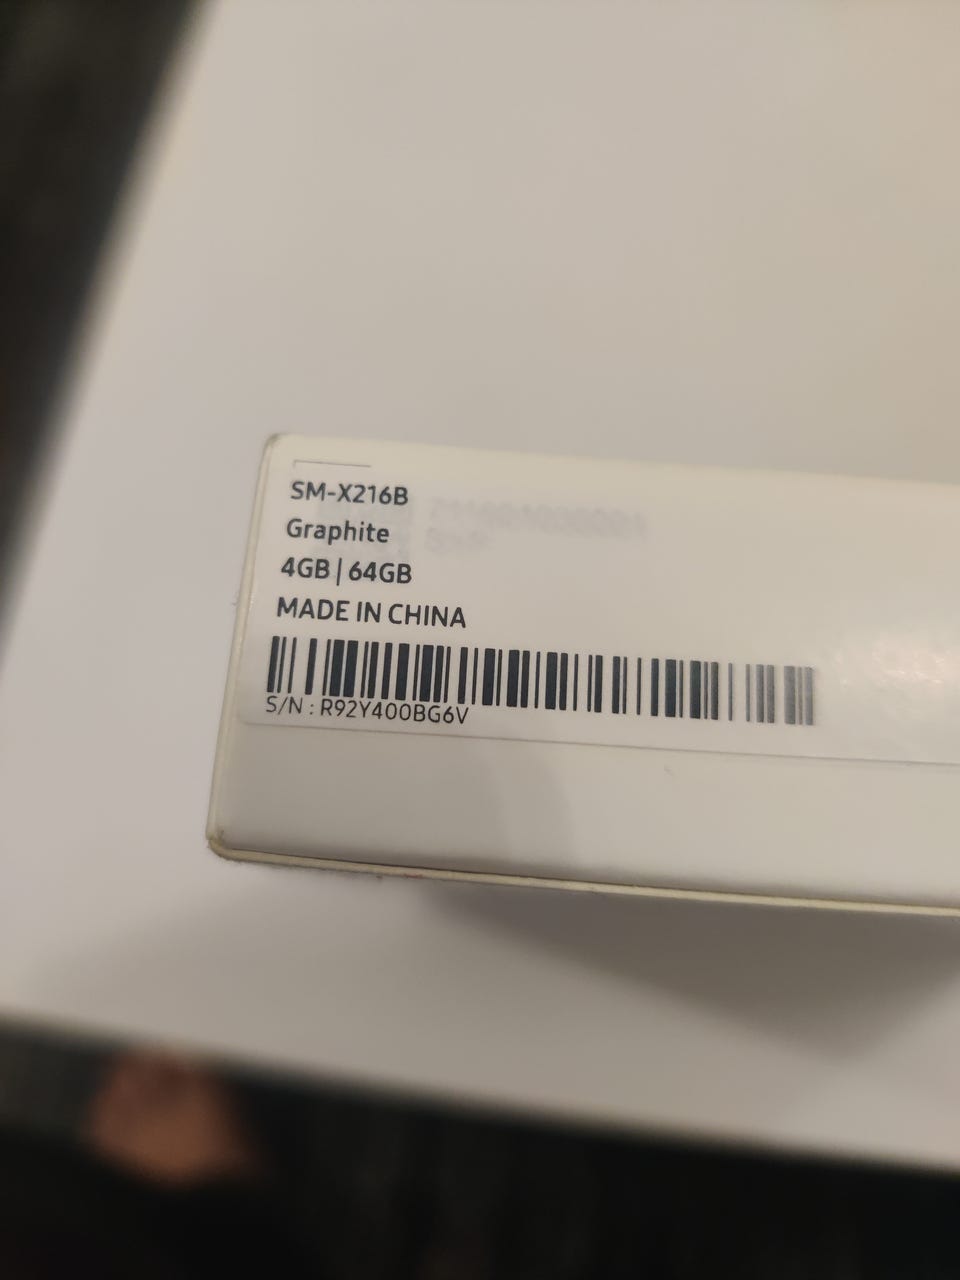 SM-X216B
Graphite
4GB | 64GB
MADE IN CHINA
S/N : R92Y400BG6V